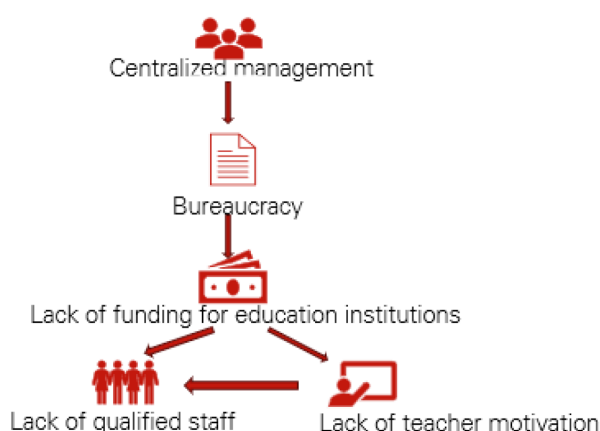 Centralized management
Bureaucracy
Lack of funding for education institutions
Lack of qualified staff
Lack of teacher motivation